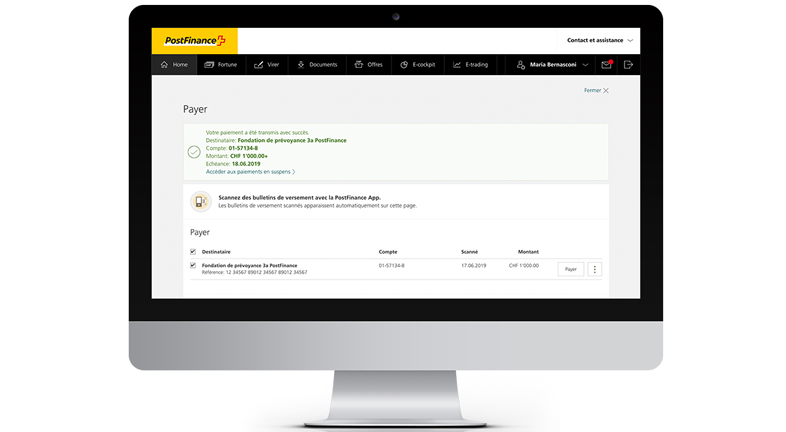 PostFinance
Contact et assistance
Home Fortune Virer Documents Offres E-cockpit E-trading Maria Bernasconi
Fermer
Payer
Votre paiement a été transmis avec succès.
Destinataire: Fondation de prévoyance 3a PostFinance
Compte: 01-57134-8
Montant: CHF 1'000.00+
Echéance: 18.06.2019
Accéder aux paiements en suspens
Scannez des bulletins de versement avec la PostFinance App.
Les bulletins de versement scannés apparaissent automatiquement sur cette page.
Payer
Destinataire Compte Scanné Montant
Fondation de prévoyance 3a PostFinance 01-57134-8 17.06.2019 CHF 1'000.00 Payer
Référence: 12 34567 89012 34567 89012 34567